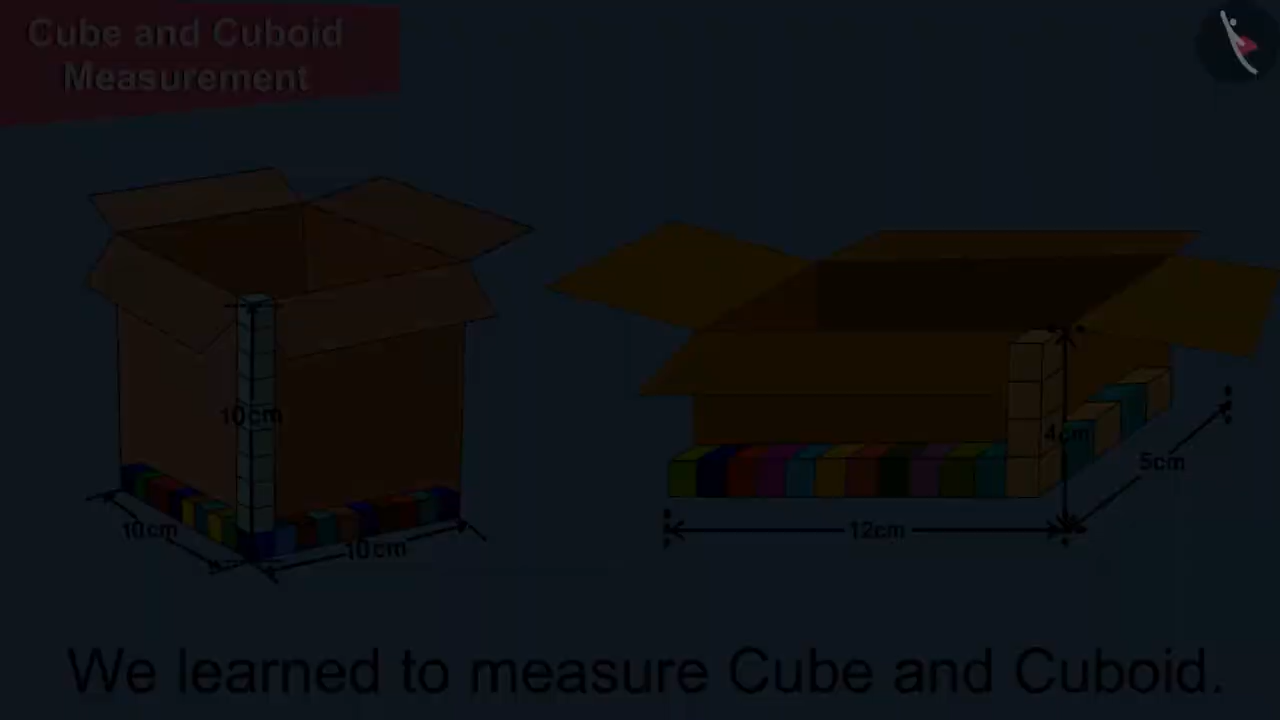 Cube and Cuboid
Measurement
10cm
10cm
10cm
4cm
5cm
12cm
We learned to measure Cube and Cuboid.